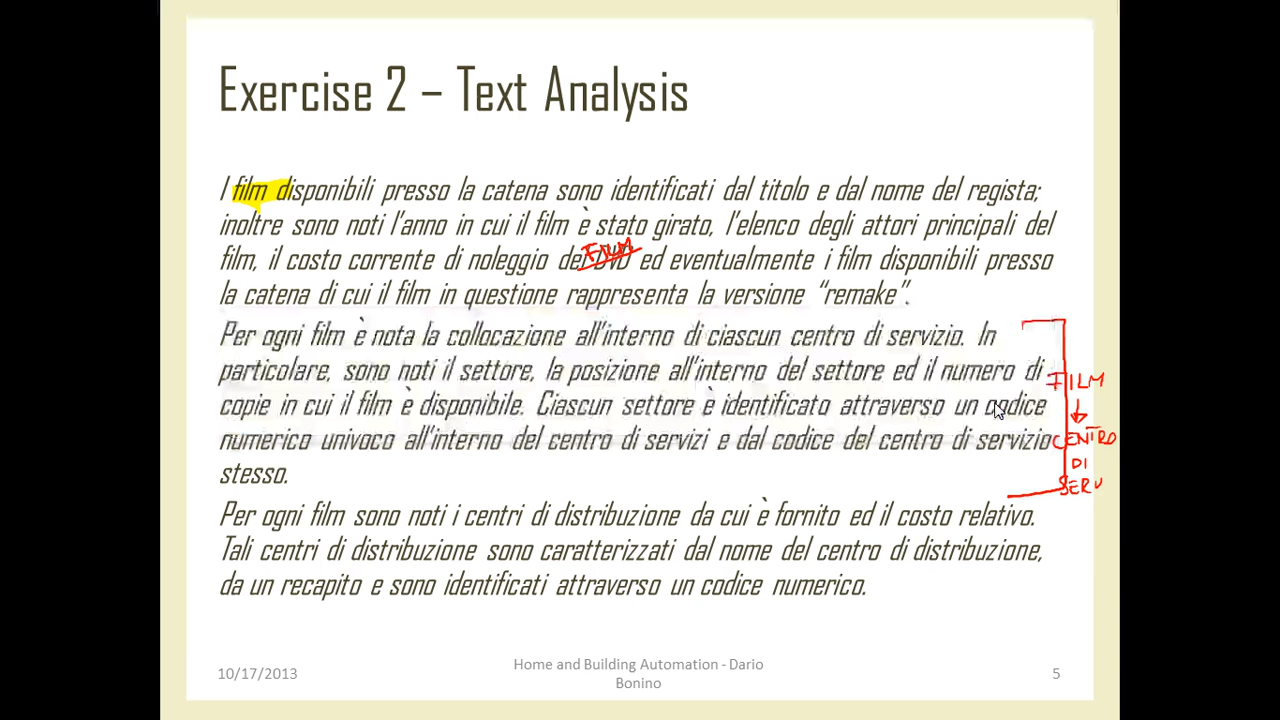 Exercise 2 – Text Analysis
I film disponibili presso la catena sono identificati dal titolo e dal nome del regista;
inoltre sono noti l'anno in cui il film è stato girato, l'elenco degli attori principali del
FILM
film, il costo corrente di noleggio del DVD ed eventualmente i film disponibili presso
la catena di cui il film in questione rappresenta la versione "remake".
Per ogni film è nota la collocazione all'interno di ciascun centro di servizio. In
particolare, sono noti il settore, la posizione all'interno del settore ed il numero di
copie in cui il film è disponibile. Ciascun settore è identificato attraverso un codice
numerico univoco all'interno del centro di servizi e dal codice del centro di servizio
stesso.
FILM
CENTRO
DI
SERV
Per ogni film sono noti i centri di distribuzione da cui è fornito ed il costo relativo.
Tali centri di distribuzione sono caratterizzati dal nome del centro di distribuzione,
da un recapito e sono identificati attraverso un codice numerico.
10/17/2013
Home and Building Automation - Dario
Bonino
5